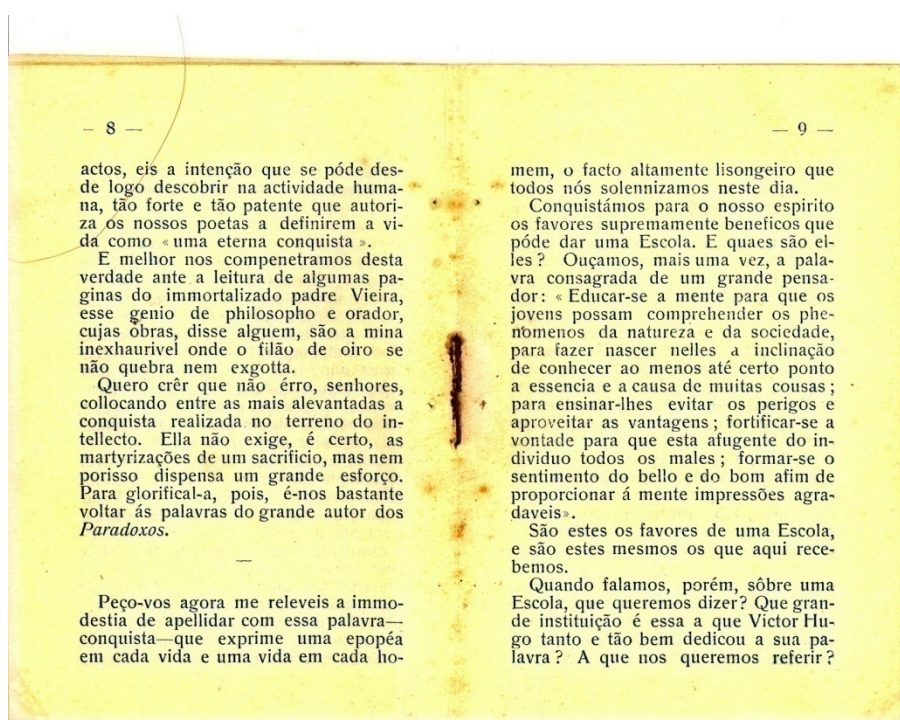 — 8 —
actos, eis a intenção que se póde des-
de logo descobrir na actividade huma-
na, tão forte e tão patente que autori-
za os nossos poetas a definirem a vi-
da como « uma eterna conquista ».
E melhor nos compenetramos desta
verdade ante a leitura de algumas pa-
ginas do immortalizado padre Vieira,
esse genio de philosopho e orador,
cujas obras, disse alguem, são a mina
inexhaurivel onde o filão de oiro se
não quebra nem exgotta.
Quero crêr que não érro, senhores,
collocando entre as mais alevantadas a
conquista realizada no terreno do in-
tellecto. Ella não exige, é certo, as
martyrizações de um sacrificio, mas nem
porisso dispensa um grande esforço.
Para glorifical-a, pois, é-nos bastante
voltar ás palavras do grande autor dos
Paradoxos.
—
Peço-vos agora me releveis a immo-
destia de apellidar com essa palavra—
conquista—que exprime uma epopéa
em cada vida e uma vida em cada ho-
— 9 —
mem, o facto altamente lisongeiro que
todos nós solennizamos neste dia.
Conquistámos para o nosso espirito
os favores supremamente beneficos que
póde dar uma Escola. E quaes são el-
les ? Ouçamos, mais uma vez, a pala-
vra consagrada de um grande pensa-
dor : « Educar-se a mente para que os
jovens possam comprehender os phe-
nomenos da natureza e da sociedade,
para fazer nascer nelles a inclinação
de conhecer ao menos até certo ponto
a essencia e a causa de muitas cousas ;
para ensinar-lhes evitar os perigos e
aproveitar as vantagens ; fortificar-se a
vontade para que esta afugente do in-
dividuo todos os males ; formar-se o
sentimento do bello e do bom afim de
proporcionar á mente impressões agra-
daveis».
São estes os favores de uma Escola,
e são estes mesmos os que aqui rece-
bemos.
Quando falamos, porém, sôbre uma
Escola, que queremos dizer? Que gran-
de instituição é essa a que Victor Hu-
go tanto e tão bem dedicou a sua pa-
lavra ? A que nos queremos referir ?